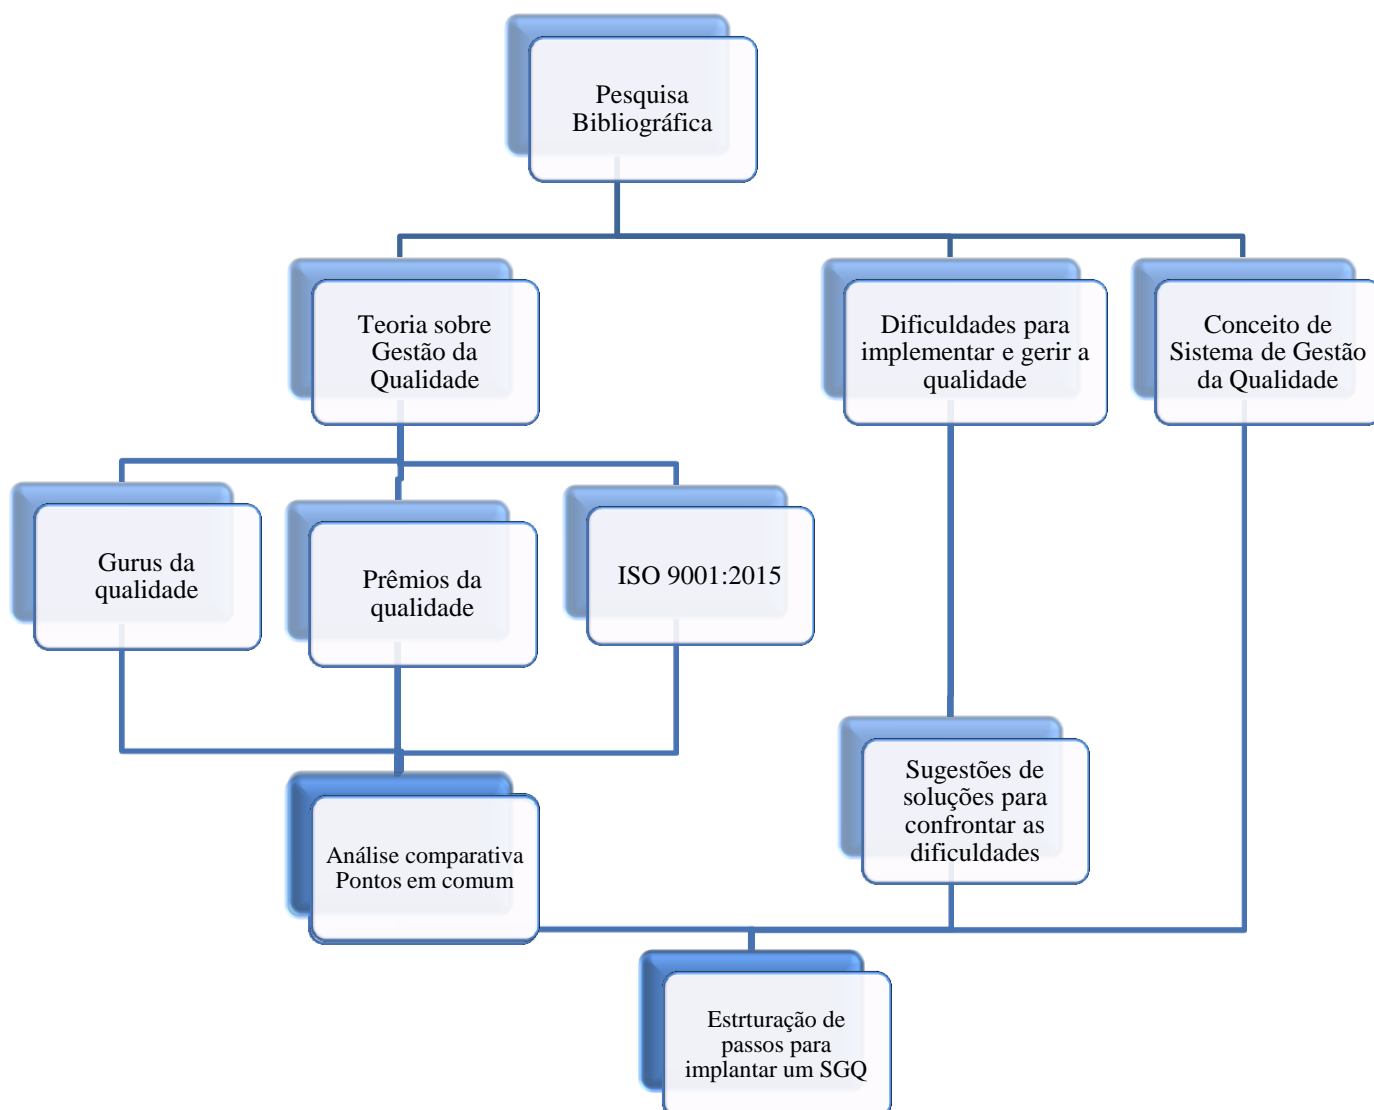 Pesquisa
Bibliográfica
Teoria sobre
Gestão da
Qualidade
Dificuldades para
implementar e gerir a
qualidade
Conceito de
Sistema de Gestão
da Qualidade
Gurus da
qualidade
Prêmios da
qualidade
ISO 9001:2015
Análise comparativa
Pontos em comum
Sugestões de
soluções para
confrontar as
dificuldades
Estrturação de
passos para
implantar um SGQ